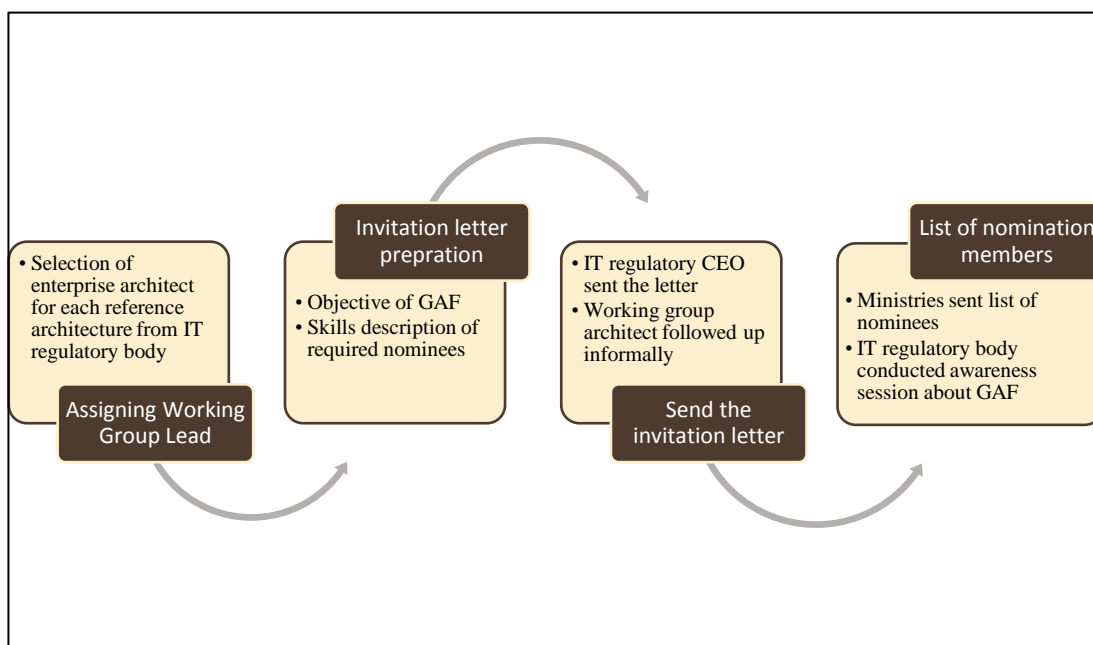 • Selection of
enterprise architect
for each reference
architecture from IT
regulatory body
Assigning Working
Group Lead
Invitation letter
prepration
• Objective of GAF
• Skills description of
required nominees
• IT regulatory CEO
sent the letter
• Working group
architect followed up
informally
Send the
invitation letter
List of nomination
members
• Ministries sent list of
nominees
• IT regulatory body
conducted awareness
session about GAF